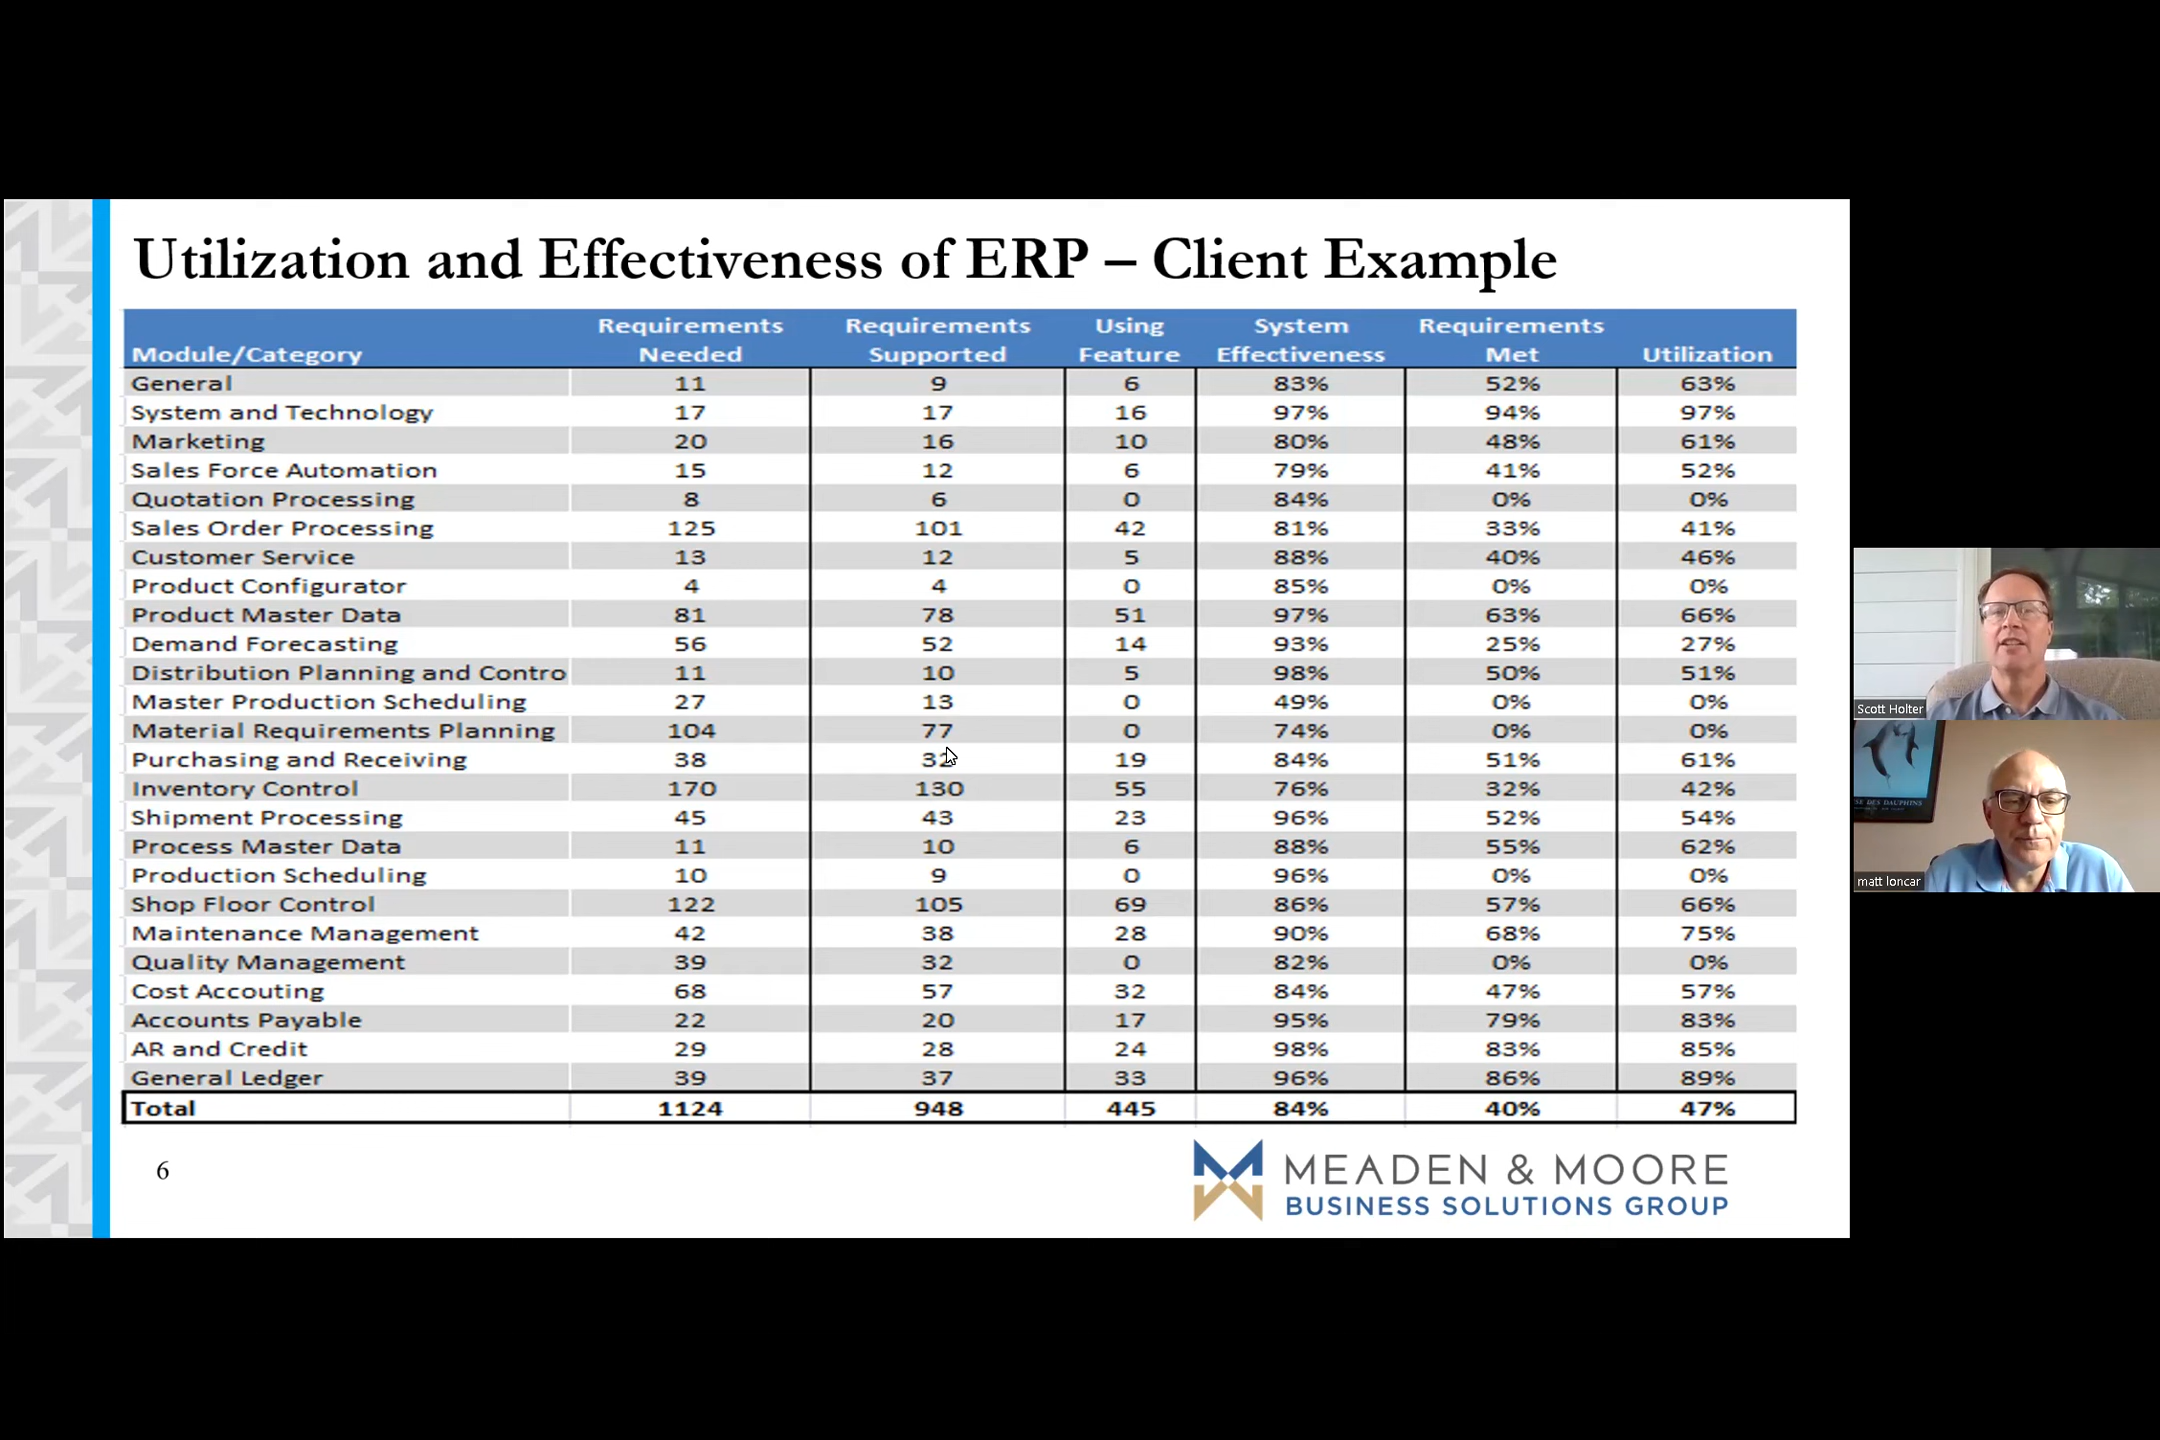 Utilization and Effectiveness of ERP – Client Example
Module/Category Requirements Needed Requirements Supported Using Feature System Effectiveness Requirements Met Utilization
General 11 9 6 83% 52% 63%
System and Technology 17 17 16 97% 94% 97%
Marketing 20 16 10 80% 48% 61%
Sales Force Automation 15 12 6 79% 41% 52%
Quotation Processing 8 6 0 84% 0% 0%
Sales Order Processing 125 101 42 81% 33% 41%
Customer Service 13 12 5 88% 40% 46%
Product Configurator 4 4 0 85% 0% 0%
Product Master Data 81 78 51 97% 63% 66%
Demand Forecasting 56 52 14 93% 25% 27%
Distribution Planning and Contro 11 10 5 98% 50% 51%
Master Production Scheduling 27 13 0 49% 0% 0%
Material Requirements Planning 104 77 0 74% 0% 0%
Purchasing and Receiving 38 19 84% 51% 61%
Inventory Control 170 130 55 76% 32% 42%
Shipment Processing 45 43 23 96% 52% 54%
Process Master Data 11 10 6 88% 55% 62%
Production Scheduling 10 9 0 96% 0% 0%
Shop Floor Control 122 105 69 86% 57% 66%
Maintenance Management 42 38 28 90% 68% 75%
Quality Management 39 32 0 82% 0% 0%
Cost Accouting 68 57 32 84% 47% 57%
Accounts Payable 22 20 17 95% 79% 83%
AR and Credit 29 28 24 98% 83% 85%
General Ledger 39 37 33 96% 86% 89%
Total 1124 948 445 84% 40% 47%
6
MEADEN & MOORE
BUSINESS SOLUTIONS GROUP
Scott Holter
SE DES DAUPHINS
matt loncar